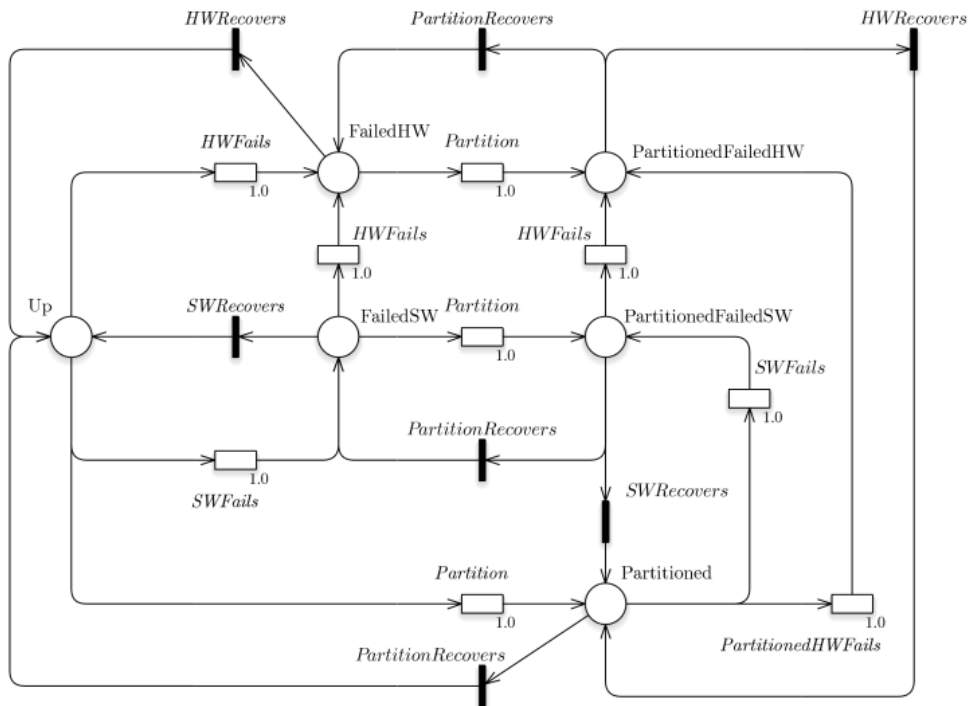 HWRecovers
PartitionRecovers
HWRecovers
FailedHW
HWFails
Partition
PartitionedFailedHW
1.0
1.0
HWFails
HWFails
1.0
1.0
Up
SWRecovers
FailedSW
Partition
PartitionedFailedSW
1.0
SWFails
1.0
PartitionRecovers
1.0
SWFails
SWRecovers
Partition
Partitioned
1.0
1.0
PartitionedHWFails
PartitionRecovers